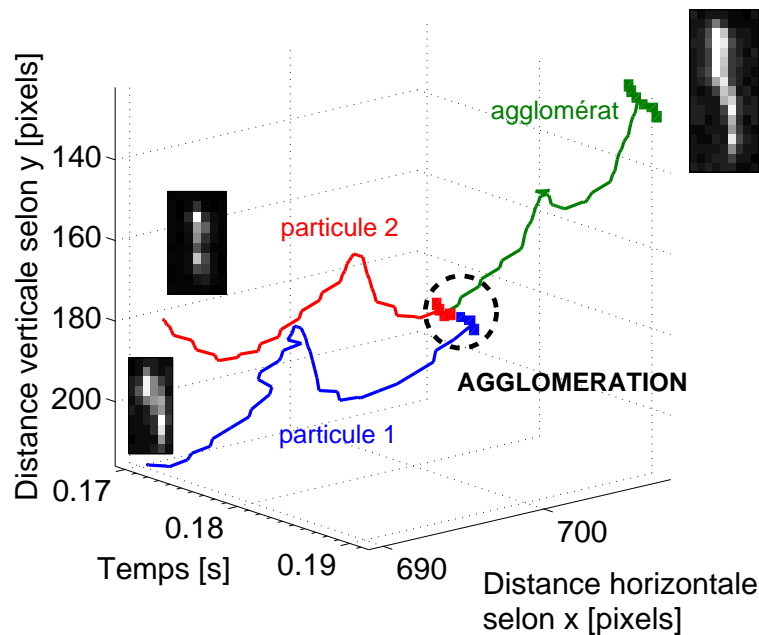 agglomérat
Distance verticale selon y [pixels]
140
160
180
200
particule 2
AGGLOMERATION
particule 1
0.17
0.18
0.19
Temps [s]
690
700
Distance horizontale
selon x [pixels]